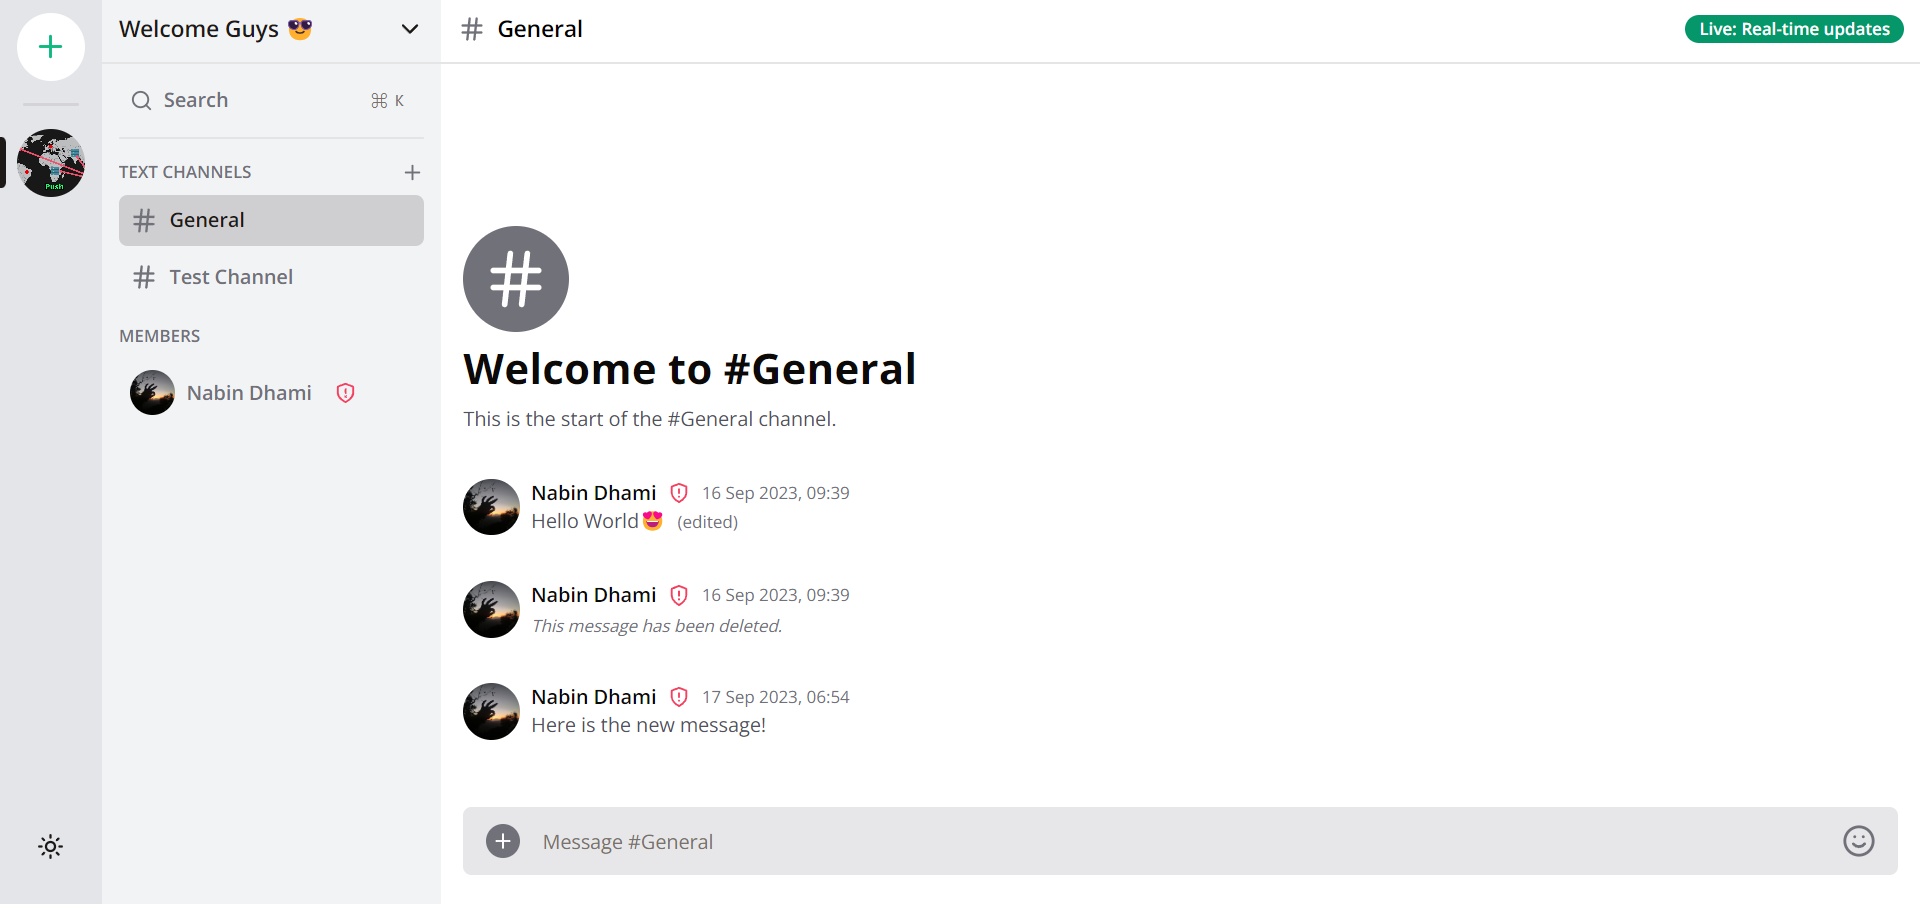 Welcome Guys 😎
Search
⌘ K
TEXT CHANNELS
General
Test Channel
MEMBERS
Nabin Dhami
Push
# General
Live: Real-time updates
#
Welcome to #General
This is the start of the #General channel.
Nabin Dhami 16 Sep 2023, 09:39
Hello World😍 (edited)
Nabin Dhami 16 Sep 2023, 09:39
This message has been deleted.
Nabin Dhami 17 Sep 2023, 06:54
Here is the new message!
Message #General